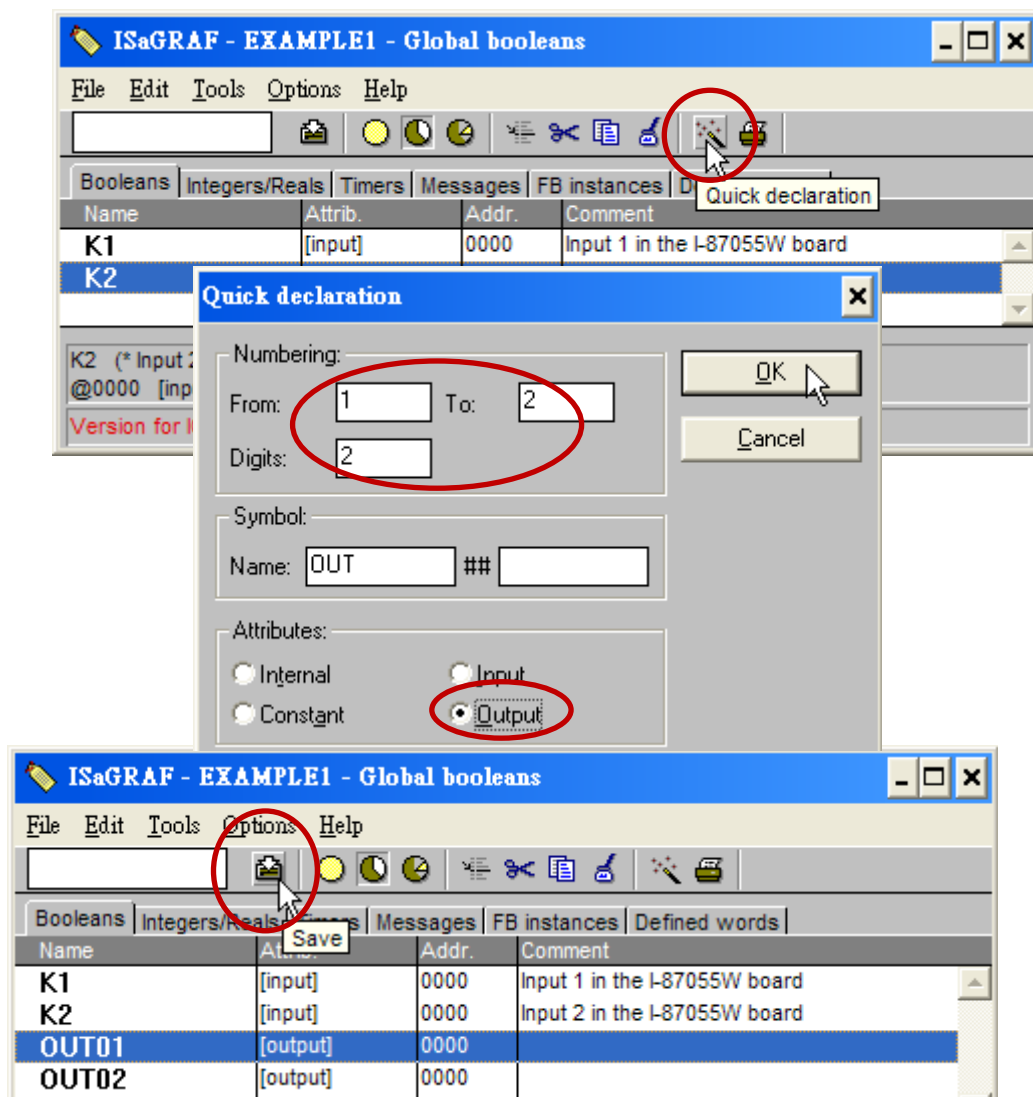 ISaGRAF - EXAMPLE1 - Global booleans
File Edit Tools Options Help
Booleans Integers/Reals Timers Messages FB instances
Quick declaration
Name Attrib. Addr. Comment
K1 [input] 0000 Input 1 in the I-87055W board
K2
K2 (* Input 2
@0000 [inp
Version for
Quick declaration
Numbering:
From: 1 To: 2
Digits: 2
OK
Cancel
Symbol:
Name: OUT ##
Attributes:
Internal Input
Constant Output
ISaGRAF - EXAMPLE1 - Global booleans
File Edit Tools Options Help
Booleans Integers/Reals Timers Messages FB instances Defined words
Save
Name Attrib. Addr. Comment
K1 [input] 0000 Input 1 in the I-87055W board
K2 [input] 0000 Input 2 in the I-87055W board
OUT01 [output] 0000
OUT02 [output] 0000